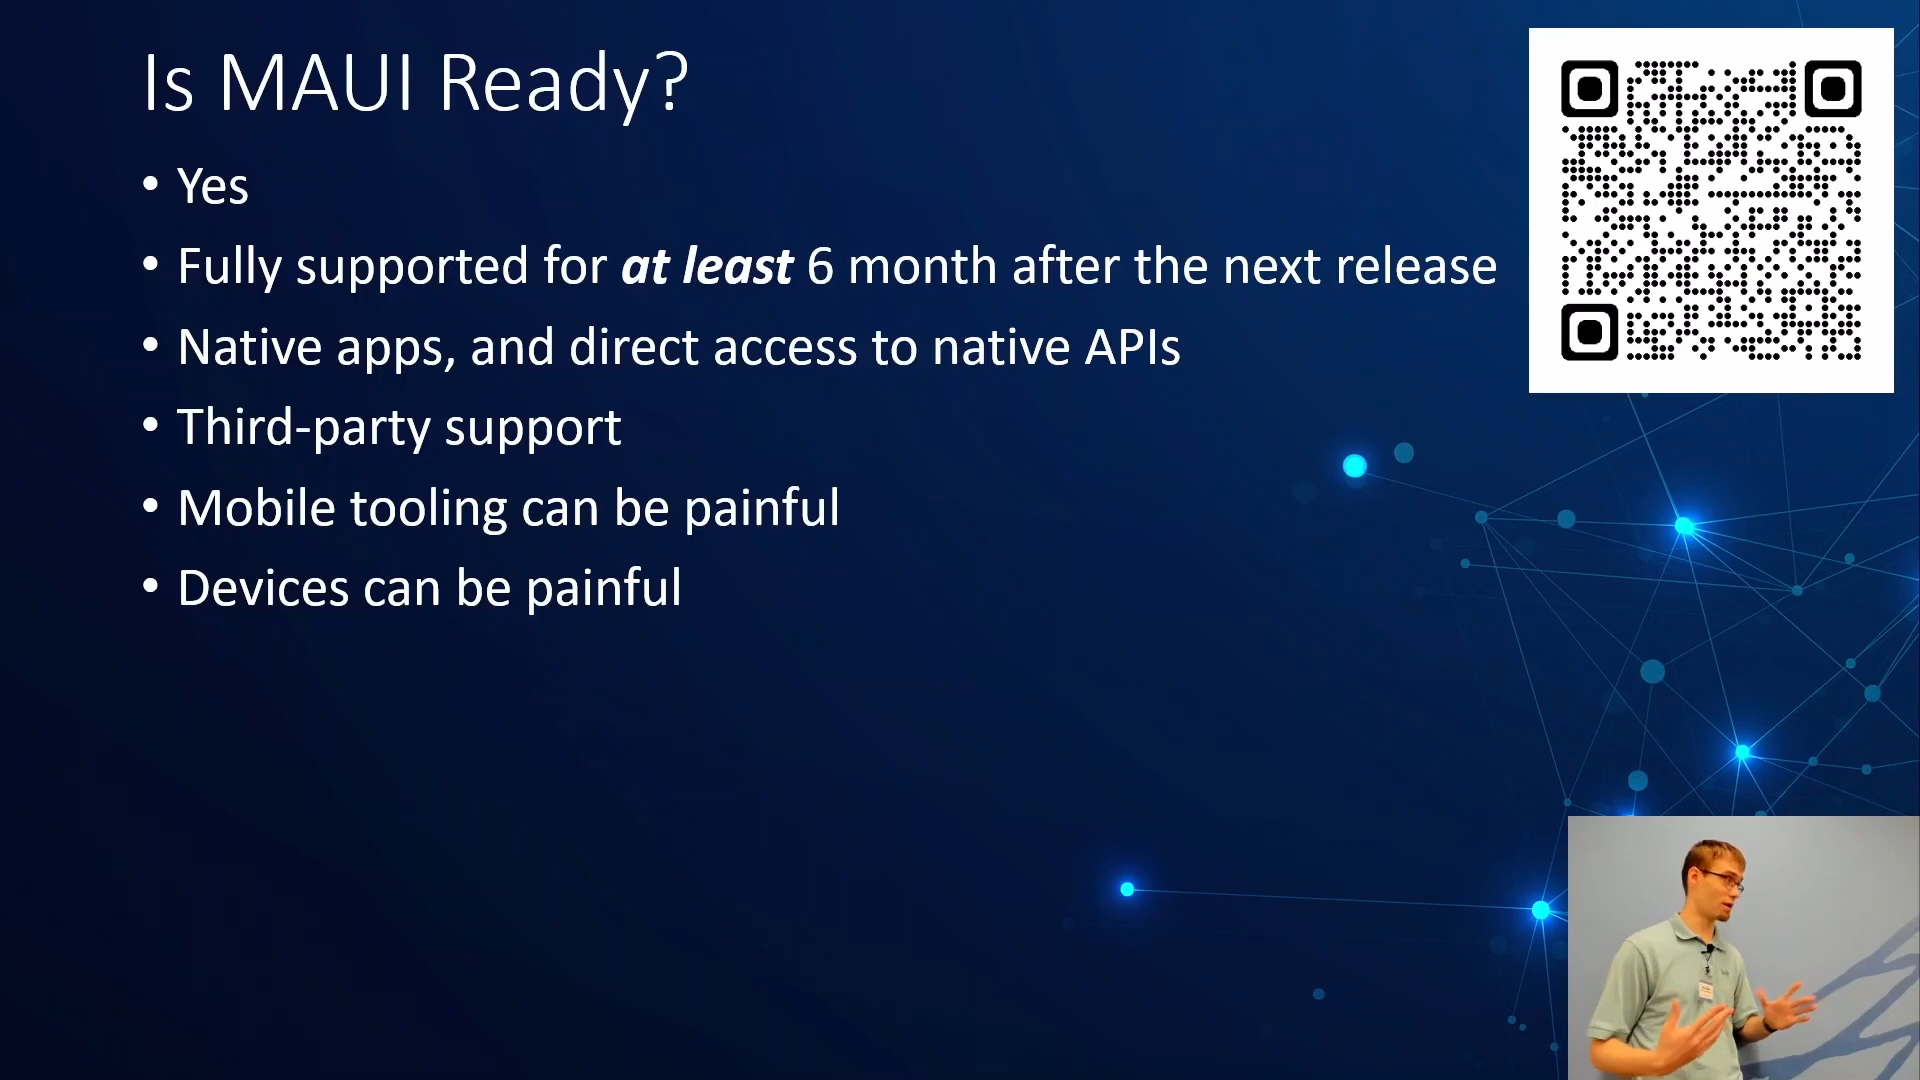 Is MAUI Ready?
• Yes
• Fully supported for at least 6 month after the next release
• Native apps, and direct access to native APIs
• Third-party support
• Mobile tooling can be painful
• Devices can be painful